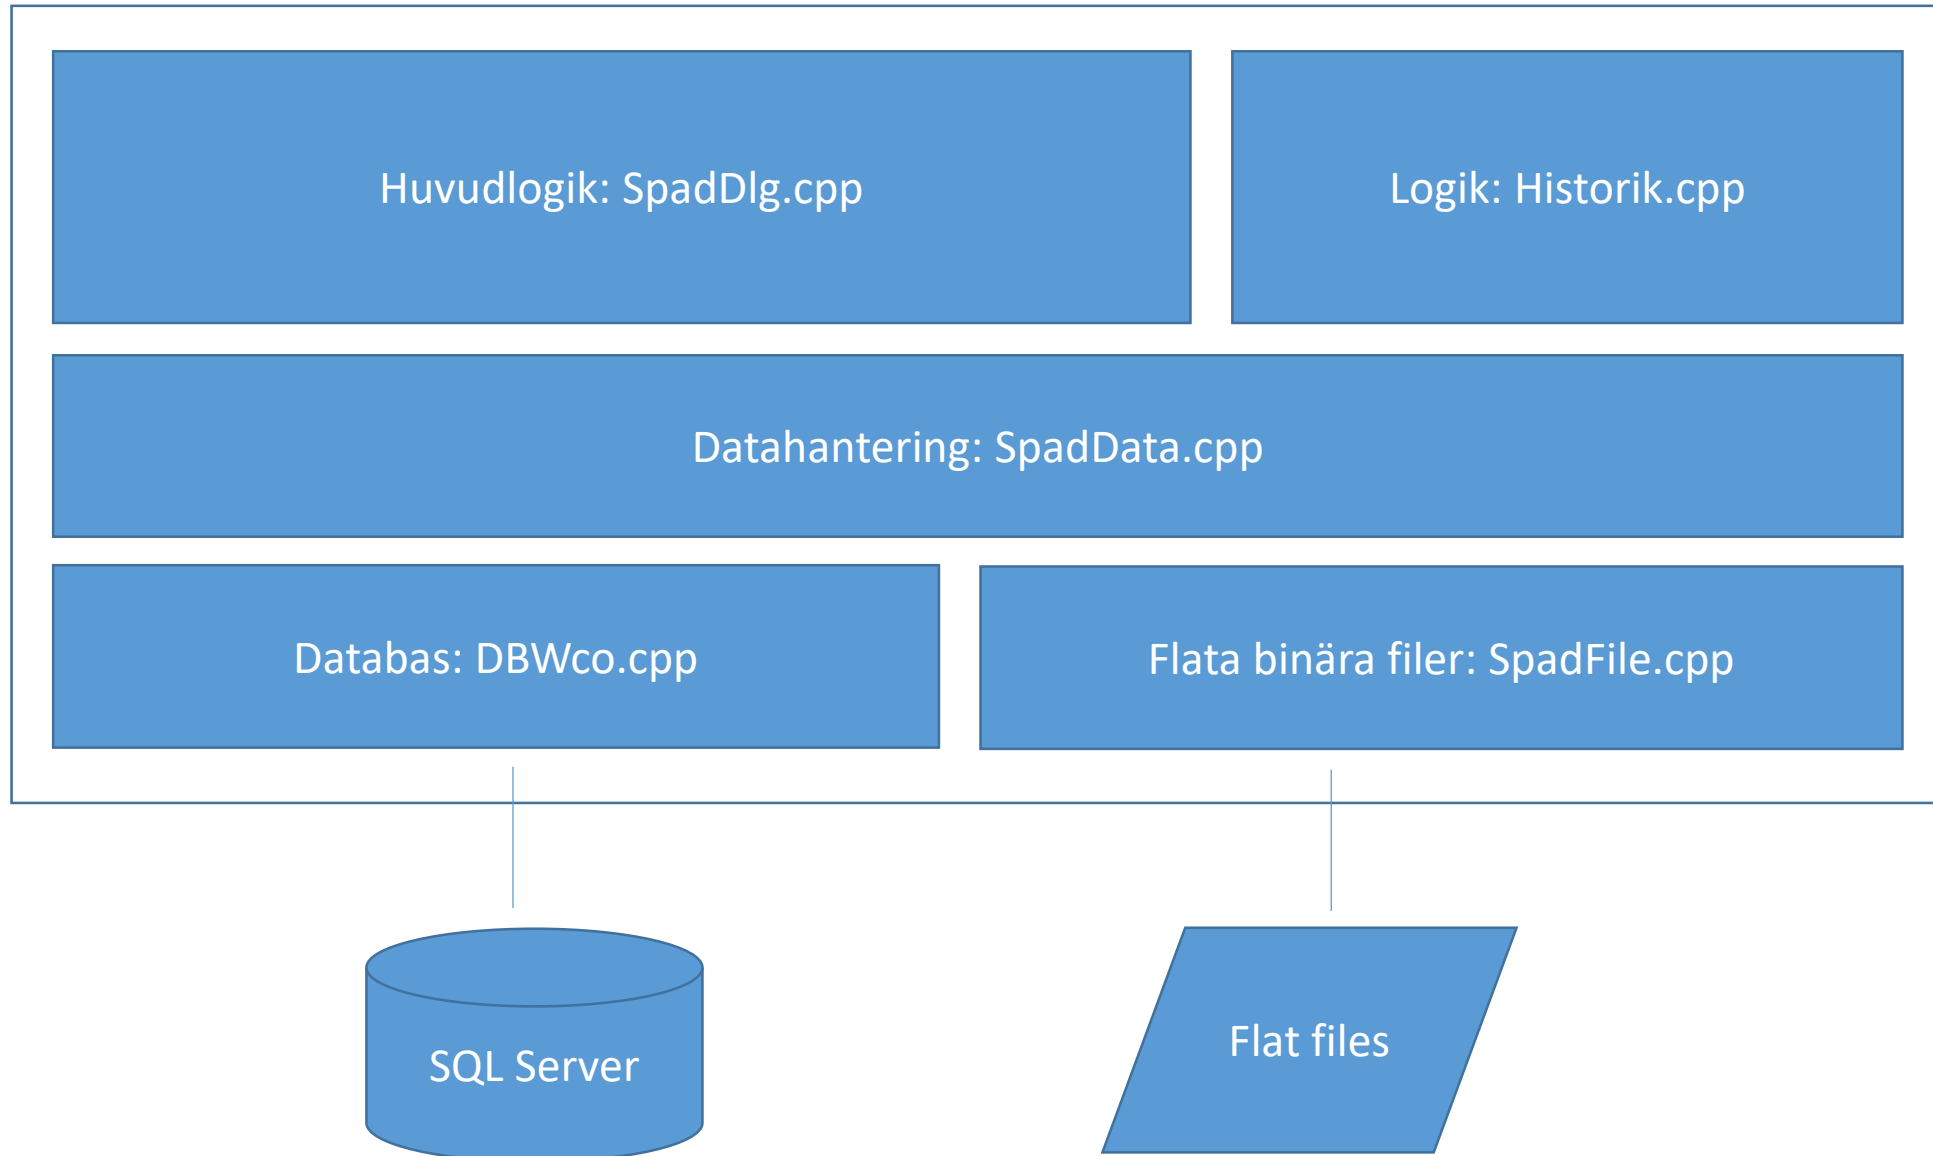 Huvudlogik: SpadDlg.cpp
Logik: Historik.cpp
Datahantering: SpadData.cpp
Databas: DBWco.cpp
Flata binära filer: SpadFile.cpp
SQL Server
Flat files